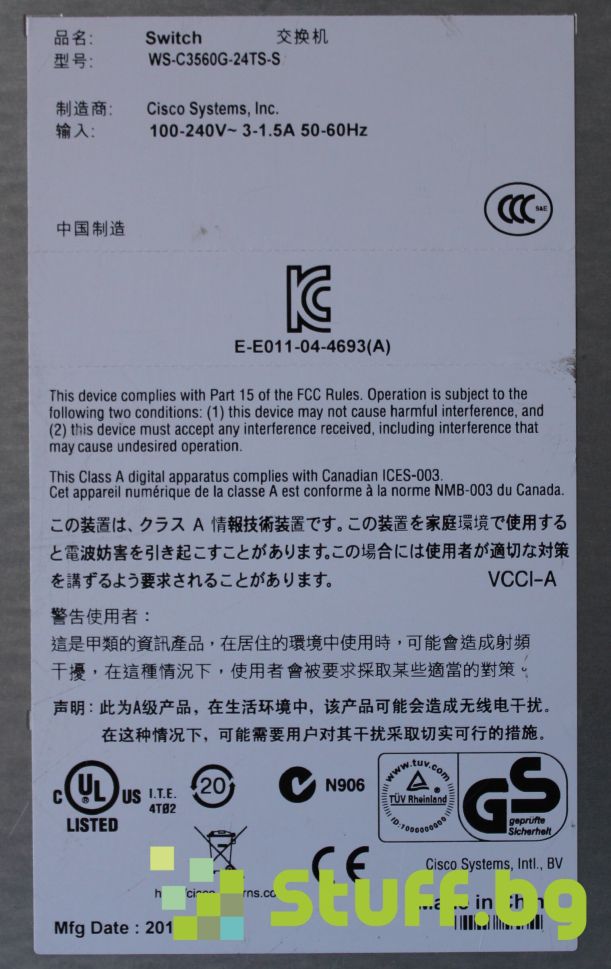 品名: Switch 交换机
型号: WS-C3560G-24TS-S
制造商: Cisco Systems, Inc.
输入: 100-240V~ 3-1.5A 50-60Hz
CCC S&E
中国制造
E-E011-04-4693(A)
This device complies with Part 15 of the FCC Rules. Operation is subject to the
following two conditions: (1) this device may not cause harmful interference, and
(2) this device must accept any interference received, including interference that
may cause undesired operation.
This Class A digital apparatus complies with Canadian ICES-003.
Cet appareil numérique de la classe A est conforme à la norme NMB-003 du Canada.
この装置は、クラス A 情報技術装置です。この装置を家庭環境で使用する
と電波妨害を引き起こすことがあります。この場合には使用者が適切な対策
を講ずるよう要求されることがあります。 VCCI-A
警告使用者：
這是甲類的資訊產品，在居住的環境中使用時，可能會造成射頻
干擾，在這種情況下，使用者會被要求採取某些適當的對策。
声明：此为A级产品，在生活环境中，该产品可能会造成无线电干扰。
在这种情况下，可能需要用户对其干扰采取切实可行的措施。
C UL US LISTED
I.T.E.
4T82
20
N906
www.tuv.com
TÜV Rheinland
ID:1000000000
GS
geprüfte
Sicherheit
CE
Cisco Systems, Intl., BV
Made in
Mfg Date : 201
Stuff.bg